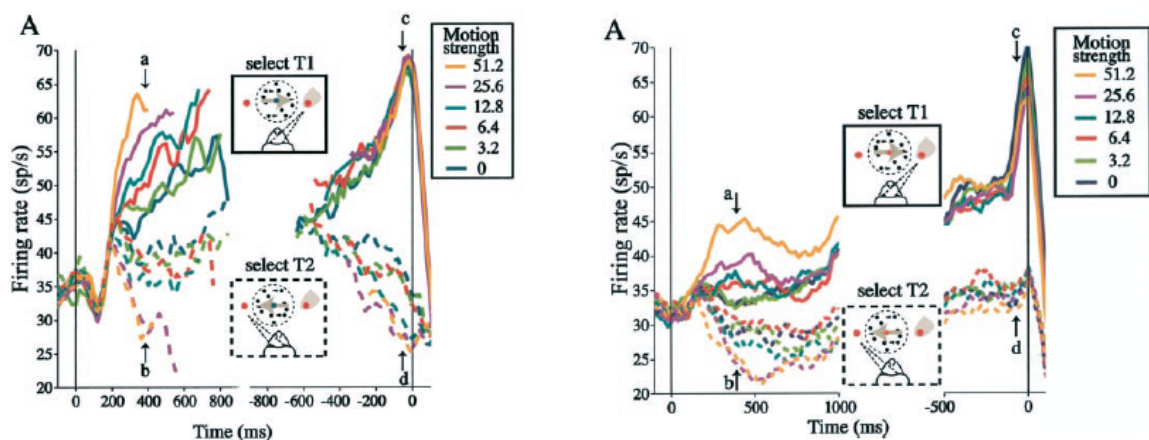 A
70
65
60
55
50
45
40
35
30
25
20
Firing rate (sp/s)
a
b
c
d
select T1
select T2
Motion
strength
51.2
25.6
12.8
6.4
3.2
0
0 200 400 600 800 -800 -600 -400 -200 0
Time (ms)
A
70
65
60
55
50
45
40
35
30
25
20
Firing rate (sp/s)
a
b
c
d
select T1
select T2
Motion
strength
51.2
25.6
12.8
6.4
3.2
0
0 500 1000 -500 0
Time (ms)